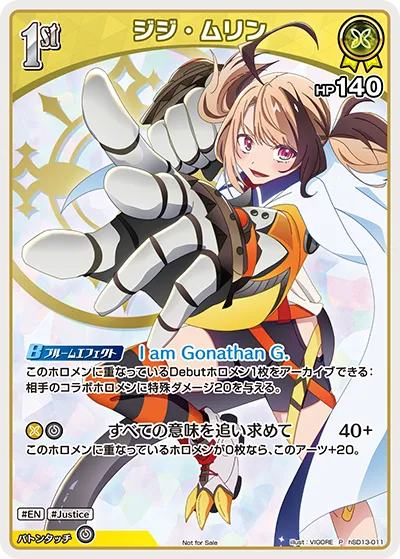 1st
ジジ・ムリン
HP140
Bブルームエフェクト I am Gonathan G.
このホロメンに重なっているDebutホロメン1枚をアーカイブできる：
相手のコラボホロメンに特殊ダメージ20を与える。
すべての意味を追い求めて 40+
このホロメンに重なっているホロメンが0枚なら、このアーツ+20。
#EN #Justice
バトンタッチ
Not for Sale
illust：VIGORE P hSD13-011